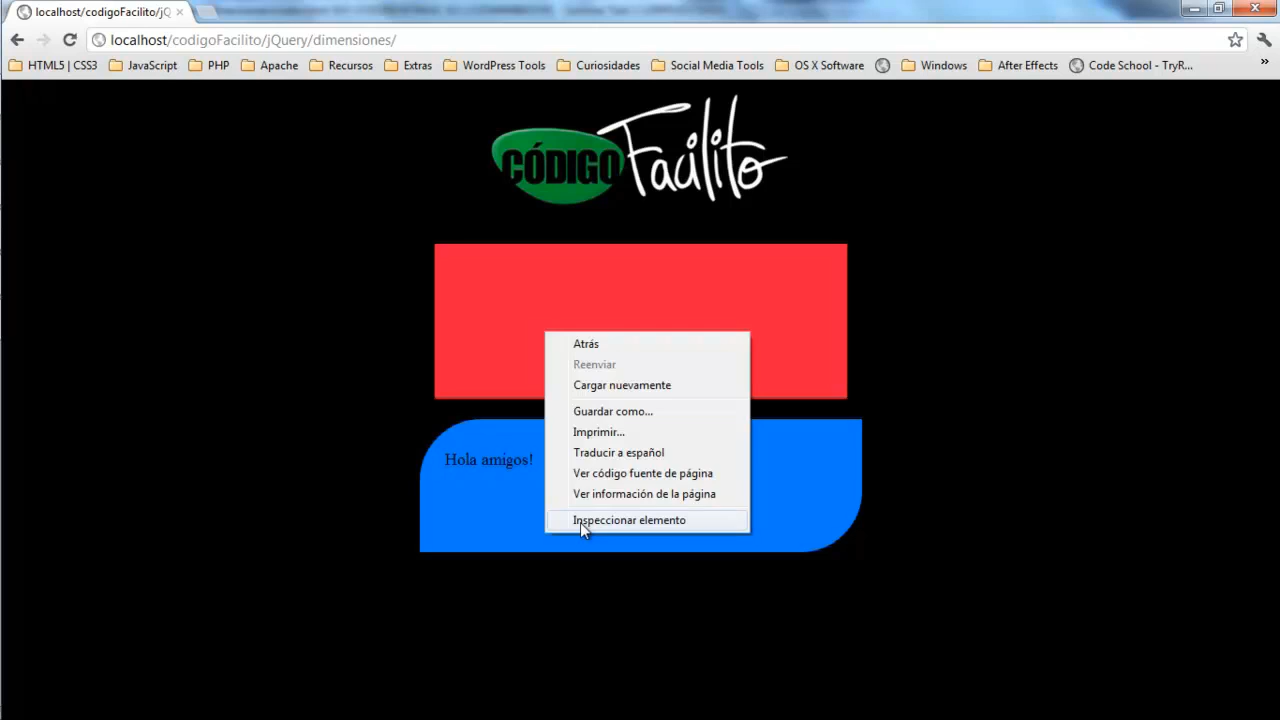 localhost/codigoFacilito/jQ
localhost/codigoFacilito/jQuery/dimensiones/
HTML5 | CSS3 JavaScript PHP Apache Recursos Extras WordPress Tools Curiosidades Social Media Tools OS X Software Windows After Effects Code School - TryR... »
CÓDIGO Facilito
Atrás
Reenviar
Cargar nuevamente
Guardar como...
Imprimir...
Traducir a español
Ver código fuente de página
Ver información de la página
Inspeccionar elemento
Hola amigos!